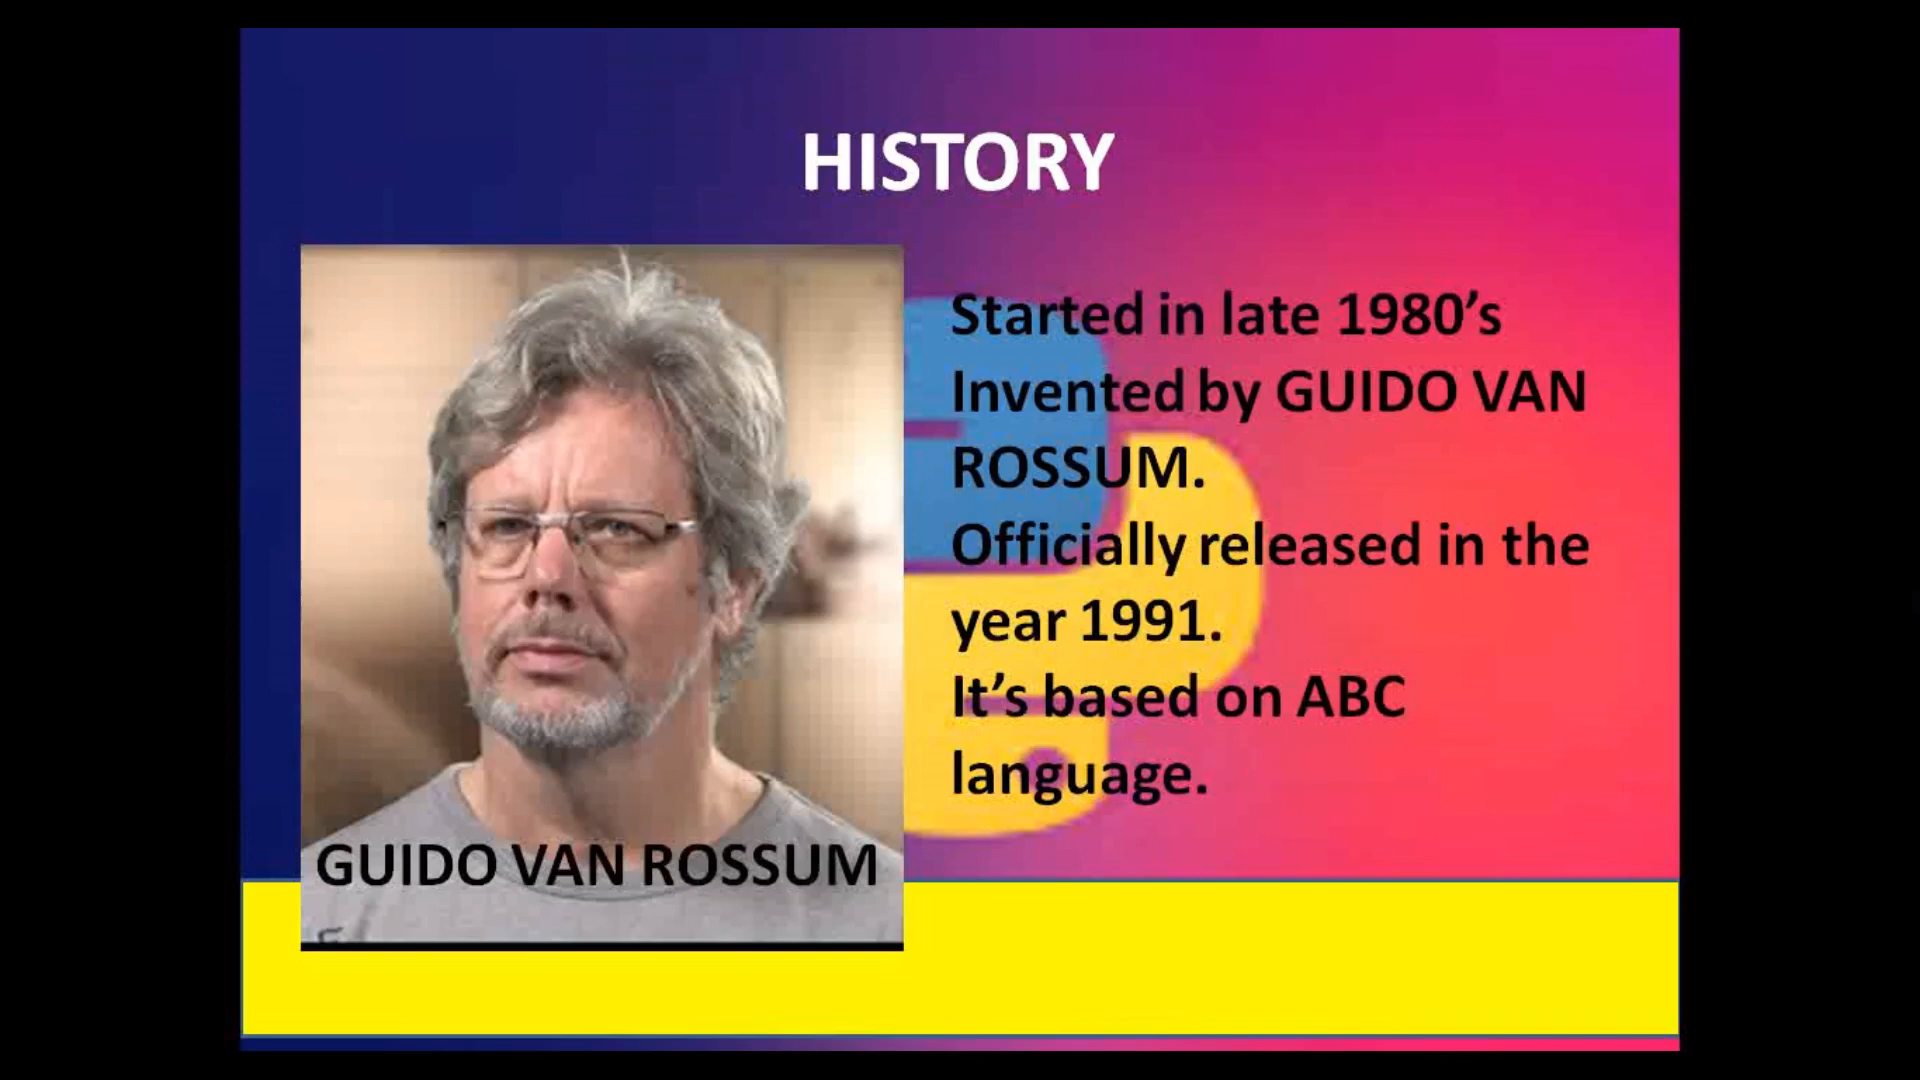 HISTORY
Started in late 1980’s
Invented by GUIDO VAN
ROSSUM.
Officially released in the
year 1991.
It’s based on ABC
language.
GUIDO VAN ROSSUM